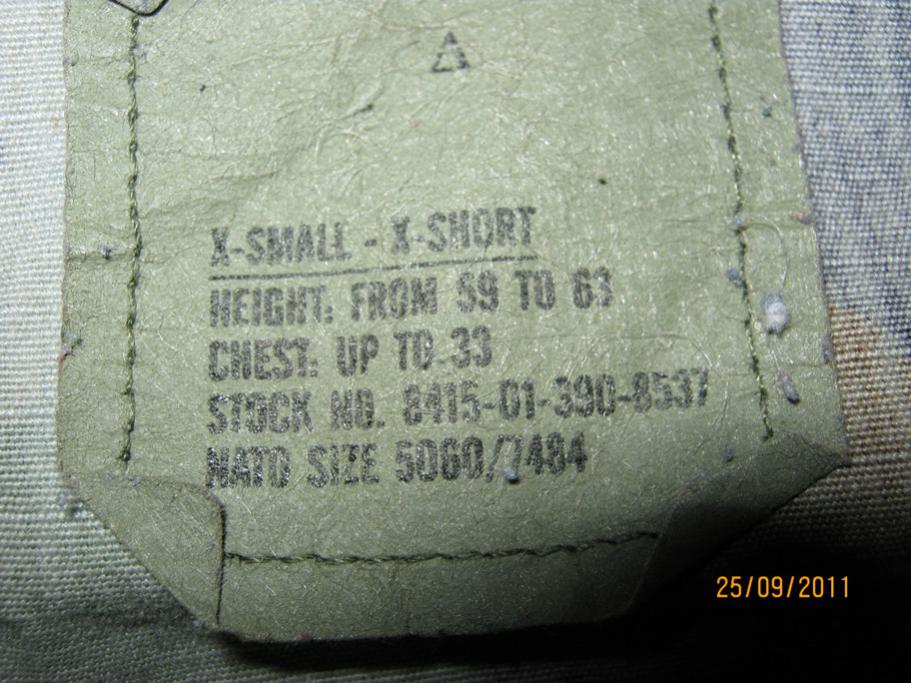 X-SMALL - X-SHORT
HEIGHT: FROM 59 TO 63
CHEST: UP TO 33
STOCK NO. 8415-01-390-8537
NATO SIZE 5060/7484
25/09/2011